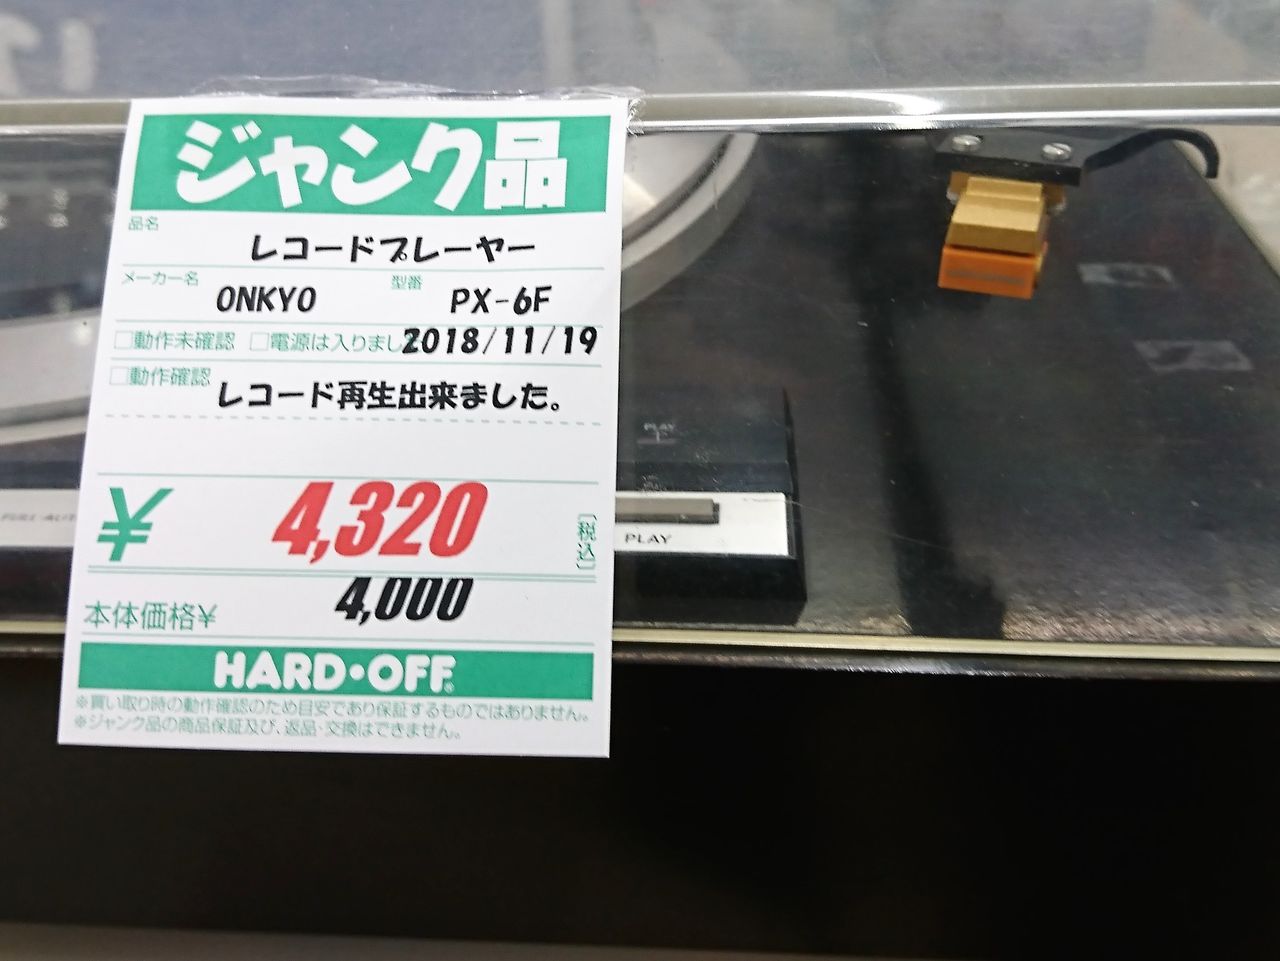 ジャンク品
品名
レコードプレーヤー
メーカー名 ONKYO 型番 PX-6F
□動作未確認 □電源は入りまし 2018/11/19
□動作確認 レコード再生出来ました。
¥ 4,320 〔税込〕
本体価格¥ 4,000
HARD・OFF®
※買い取り時の動作確認のため目安であり保証するものではありません。
※ジャンク品の商品保証及び、返品・交換はできません。
PLAY
FULL-AUT
PLAY